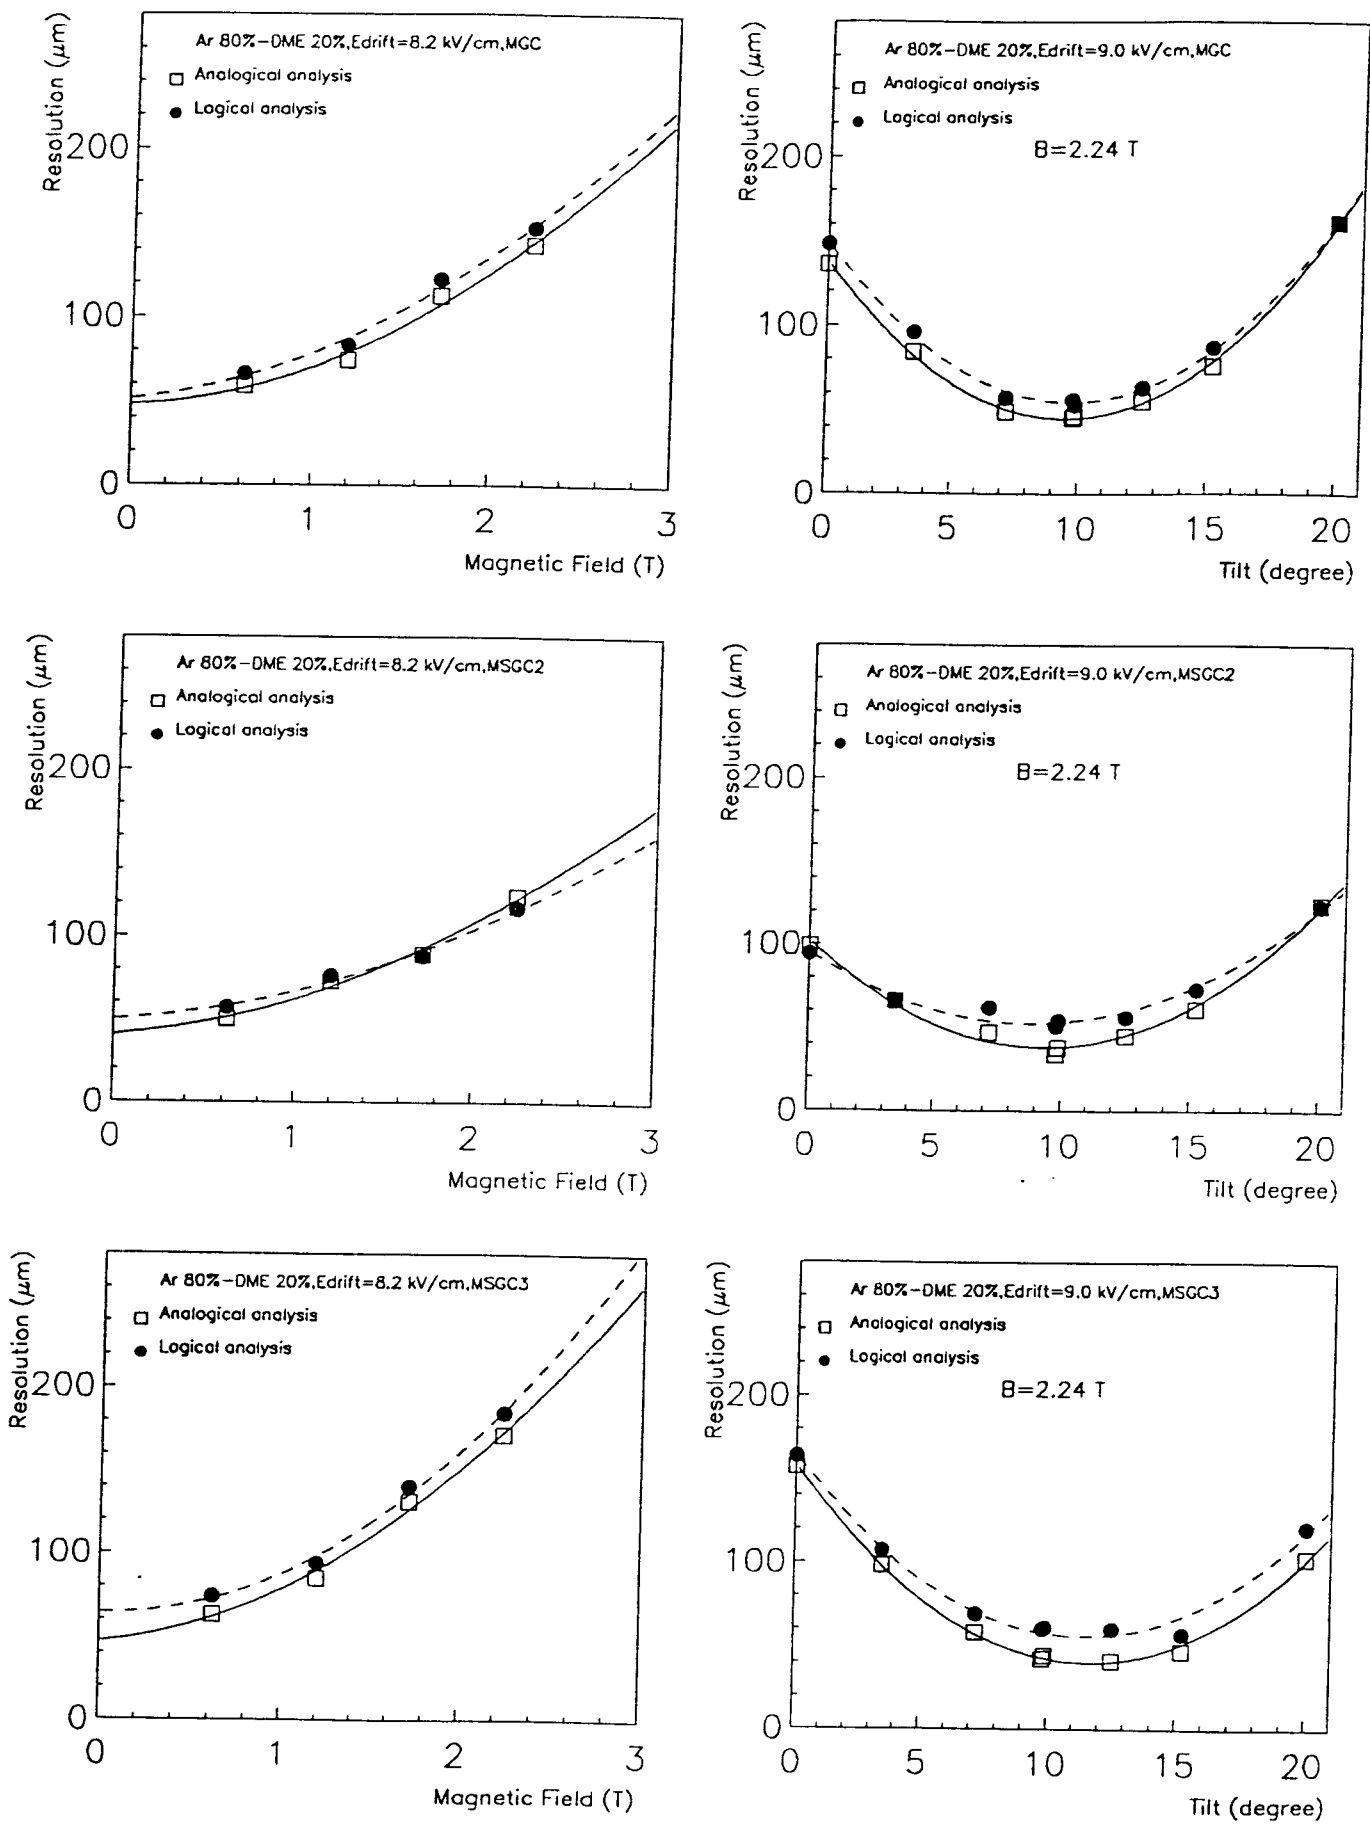 Resolution (μm)
Ar 80%-DME 20%,Edrift=8.2 kV/cm,MGC
Analogical analysis
Logical analysis
200
100
0
0 1 2 3
Magnetic Field (T)
Resolution (μm)
Ar 80%-DME 20%,Edrift=9.0 kV/cm,MGC
Analogical analysis
Logical analysis
B=2.24 T
200
100
0
0 5 10 15 20
Tilt (degree)
Resolution (μm)
Ar 80%-DME 20%,Edrift=8.2 kV/cm,MSGC2
Analogical analysis
Logical analysis
200
100
0
0 1 2 3
Magnetic Field (T)
Resolution (μm)
Ar 80%-DME 20%,Edrift=9.0 kV/cm,MSGC2
Analogical analysis
Logical analysis
B=2.24 T
200
100
0
0 5 10 15 20
Tilt (degree)
Resolution (μm)
Ar 80%-DME 20%,Edrift=8.2 kV/cm,MSGC3
Analogical analysis
Logical analysis
200
100
0
0 1 2 3
Magnetic Field (T)
Resolution (μm)
Ar 80%-DME 20%,Edrift=9.0 kV/cm,MSGC3
Analogical analysis
Logical analysis
B=2.24 T
200
100
0
0 5 10 15 20
Tilt (degree)